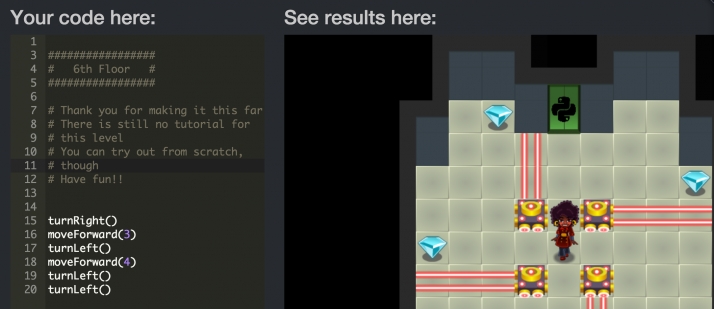 Your code here:
See results here:
1
3 #################
4 #   6th Floor   #
5 #################
6
7 # Thank you for making it this far
8 # There is still no tutorial for
9 # this level
10 # You can try out from scratch,
11 # though
12 # Have fun!!
13
14
15 turnRight()
16 moveForward(3)
17 turnLeft()
18 moveForward(4)
19 turnLeft()
20 turnLeft()